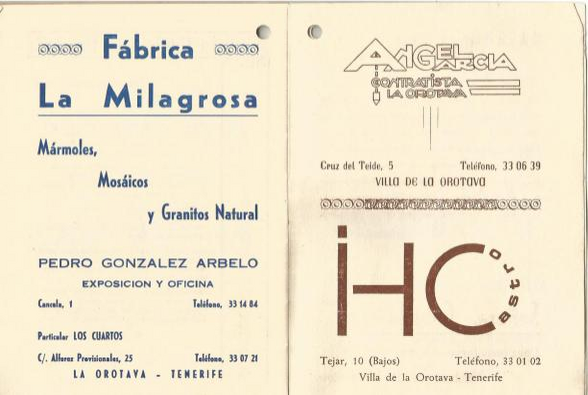 Fábrica
La Milagrosa
Mármoles,
Mosáicos
y Granitos Natural
PEDRO GONZALEZ ARBELO
EXPOSICION Y OFICINA
Cancela, 1 Teléfono, 33 14 84
Particular LOS CUARTOS
C/. Alferez Provisionales, 25 Teléfono, 33 07 21
LA OROTAVA - TENERIFE
ANGEL GARCIA
CONTRATISTA
LA OROTAVA
Cruz del Teide, 5 Teléfono, 33 06 39
VILLA DE LA OROTAVA
iHCastro
Tejar, 10 (Bajos) Teléfono, 33 01 02
Villa de la Orotava - Tenerife